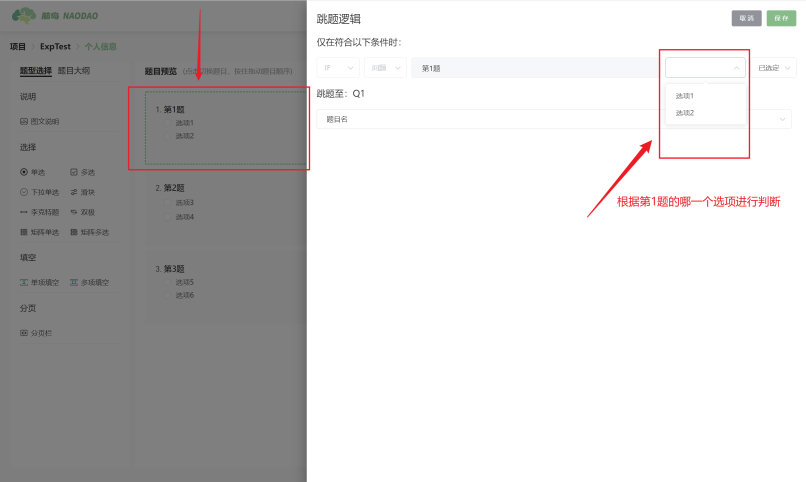 脑岛 NAODAO
项目 > ExpTest > 个人信息
题型选择 题目大纲
说明
图文说明
选择
单选 多选
下拉单选 滑块
李克特题 双极
矩阵单选 矩阵多选
填空
单项填空 多项填空
分页
分页栏
题目预览 (点击切换题目，按住拖动题目顺序)
1. 第1题
选项1
选项2
2. 第2题
选项3
选项4
3. 第3题
选项5
选项6
跳题逻辑
取消 保存
仅在符合以下条件时：
IF 问题 第1题 已选定
选项1
选项2
跳题至：Q1
题目名
根据第1题的哪一个选项进行判断